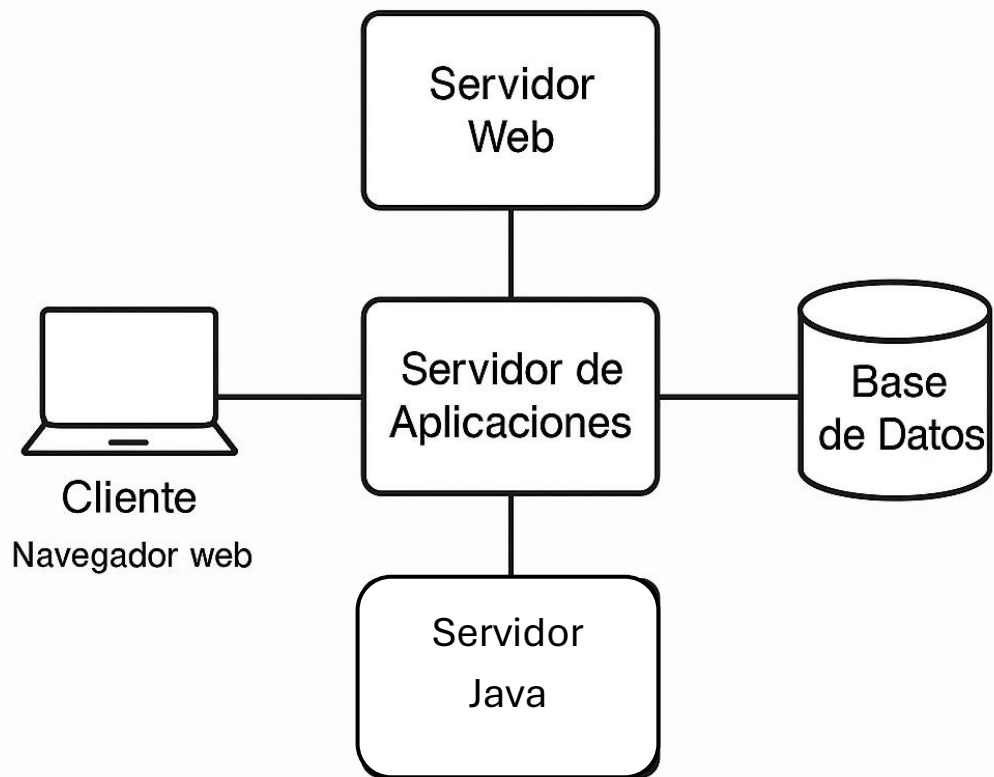 Servidor
Web
Servidor de
Aplicaciones
Base
de Datos
Cliente
Navegador web
Servidor
Java